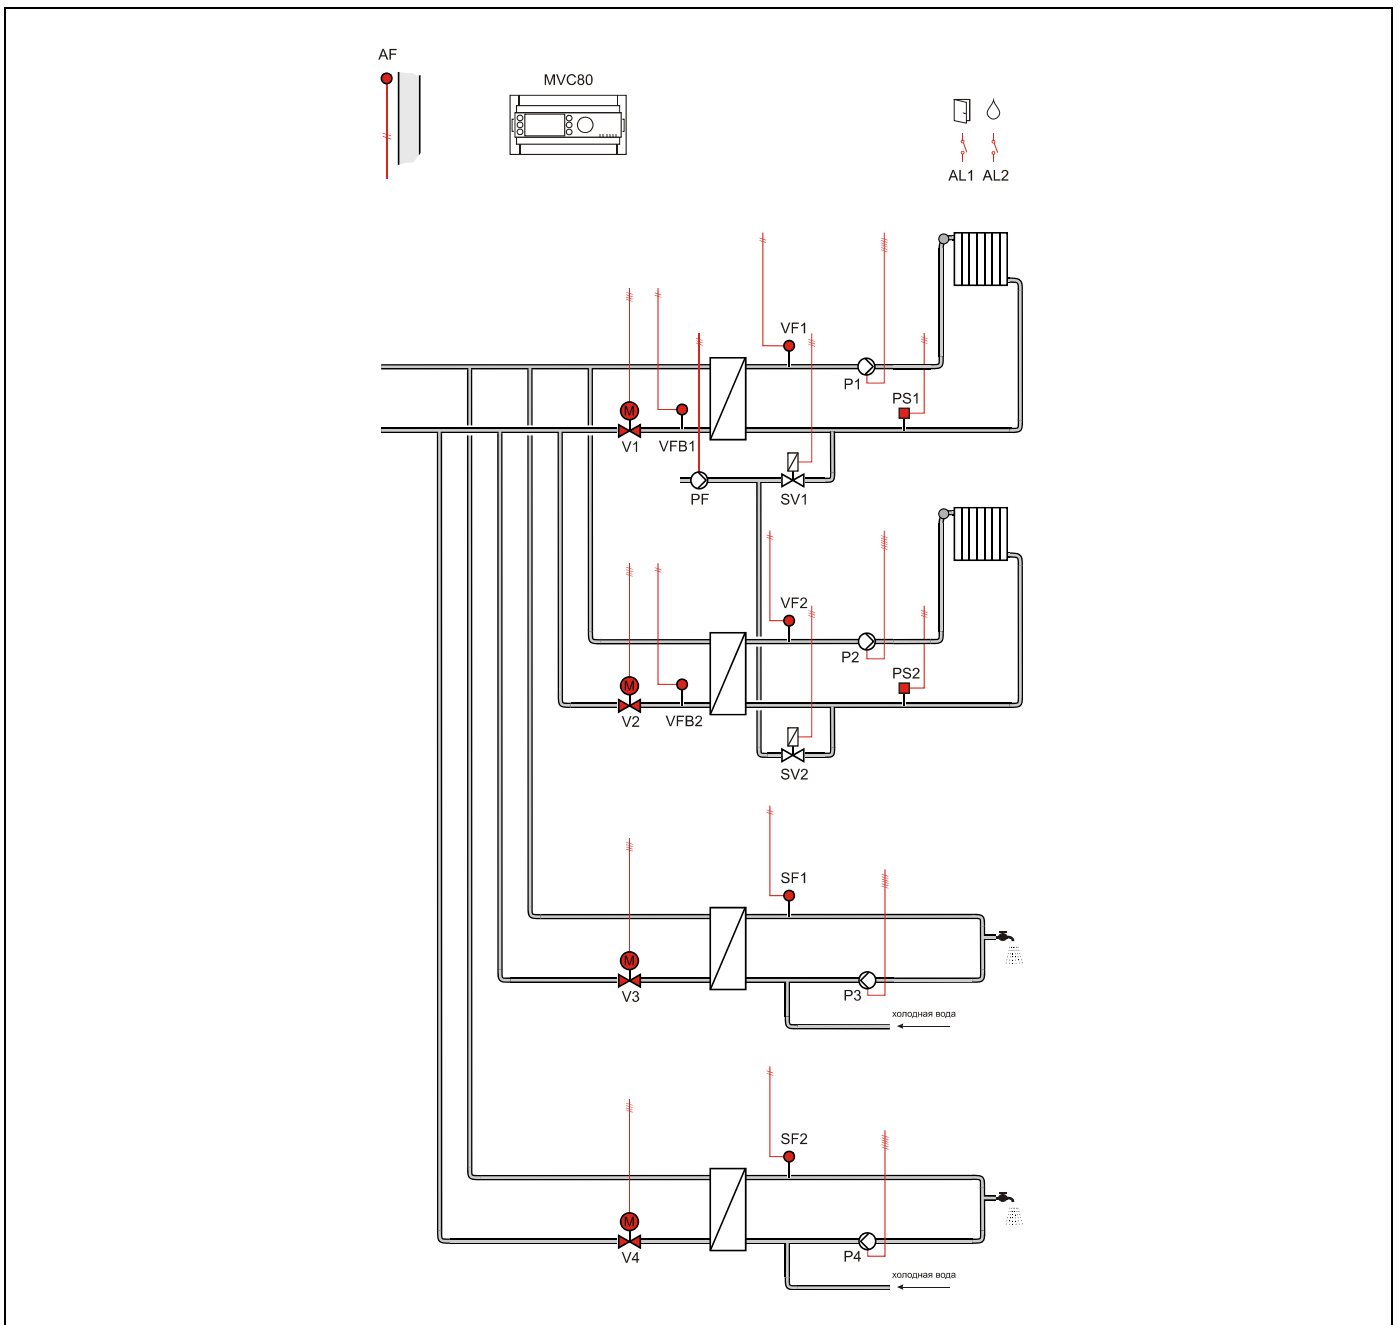 AF
MVC80
AL1 AL2
VF1
P1
PS1
M
V1
VFB1
PF
SV1
VF2
P2
PS2
M
V2
VFB2
SV2
SF1
M
V3
P3
холодная вода
SF2
M
V4
P4
холодная вода